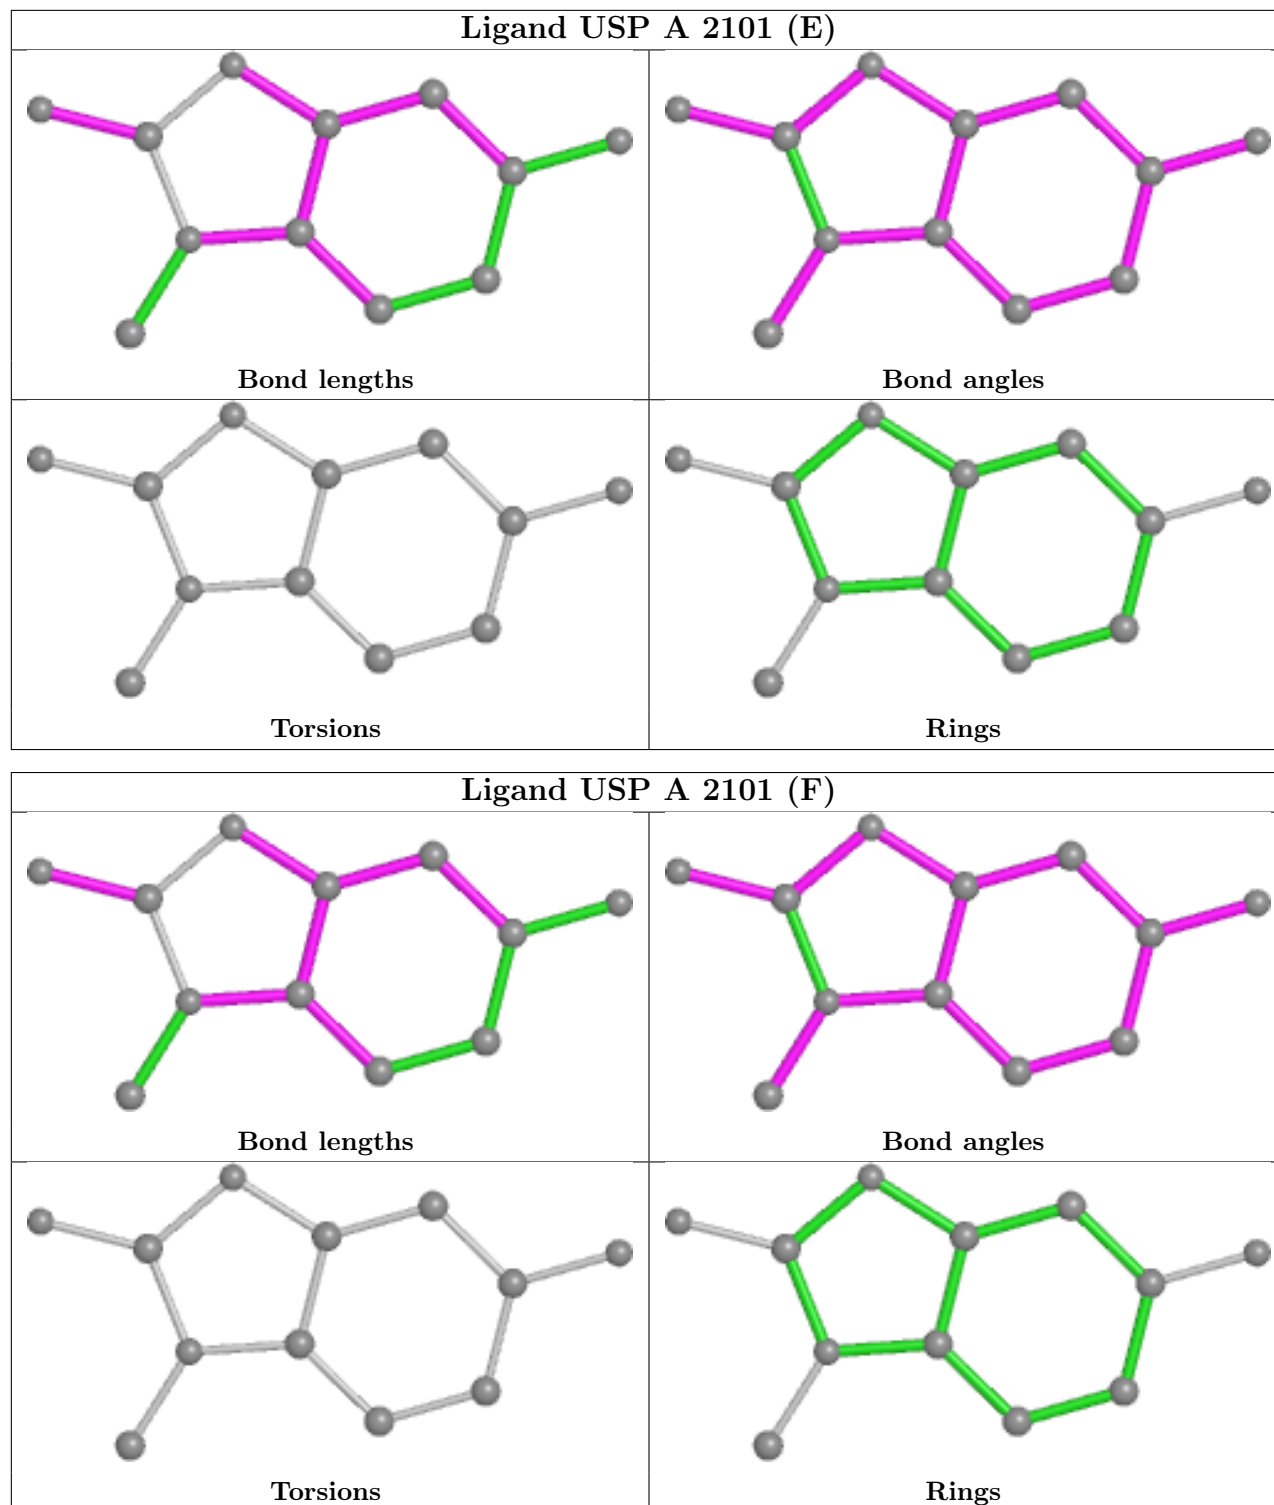 Ligand USP A 2101 (E)
Bond lengths
Bond angles
Torsions
Rings
Ligand USP A 2101 (F)
Bond lengths
Bond angles
Torsions
Rings